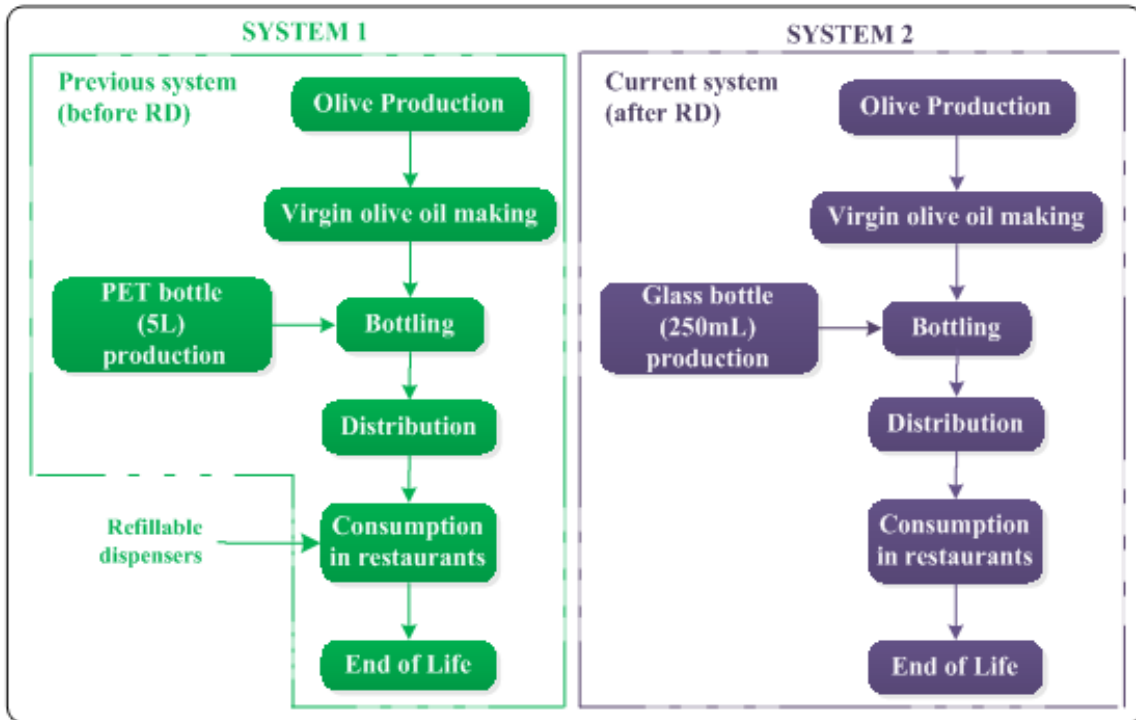 SYSTEM 1
Previous system
(before RD)
Olive Production
Virgin olive oil making
PET bottle
(5L)
production
Bottling
Distribution
Refillable
dispensers
Consumption
in restaurants
End of Life
SYSTEM 2
Current system
(after RD)
Olive Production
Virgin olive oil making
Glass bottle
(250mL)
production
Bottling
Distribution
Consumption
in restaurants
End of Life